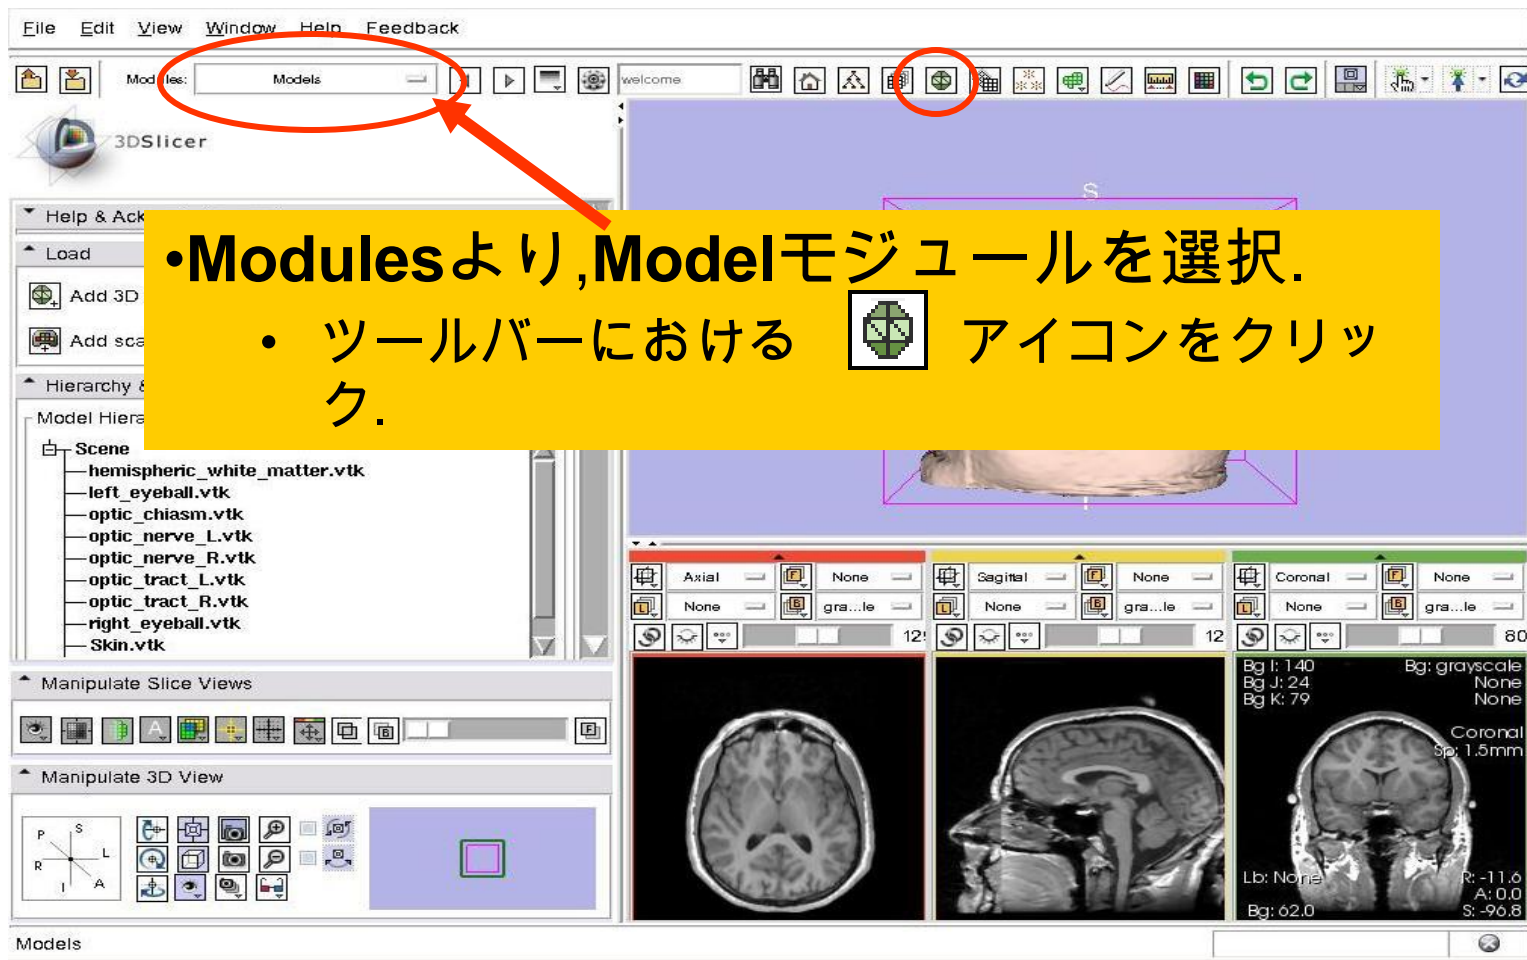 File Edit View Window Help Feedback
Modules: Models welcome
3DSlicer
Help & Ack
Load
Add 3D
Add sca
Hierarchy &
Model Hiera
•Modulesより,Modelモジュールを選択.
• ツールバーにおける アイコンをクリッ
ク.
Scene
hemispheric_white_matter.vtk
left_eyeball.vtk
optic_chiasm.vtk
optic_nerve_L.vtk
optic_nerve_R.vtk
optic_tract_L.vtk
optic_tract_R.vtk
right_eyeball.vtk
Skin.vtk
Manipulate Slice Views
Manipulate 3D View
P S
R L
I A
S
I
Axial None
None gra...le
129
Sagittal None
None gra...le
12
Coronal None
None gra...le
80
Bg I: 140 Bg: grayscale
Bg J: 24 None
Bg K: 79 None
Coronal
Sp: 1.5mm
Lb: None R: -11.6
A: 0.0
Bg: 62.0 S: -96.8
Models